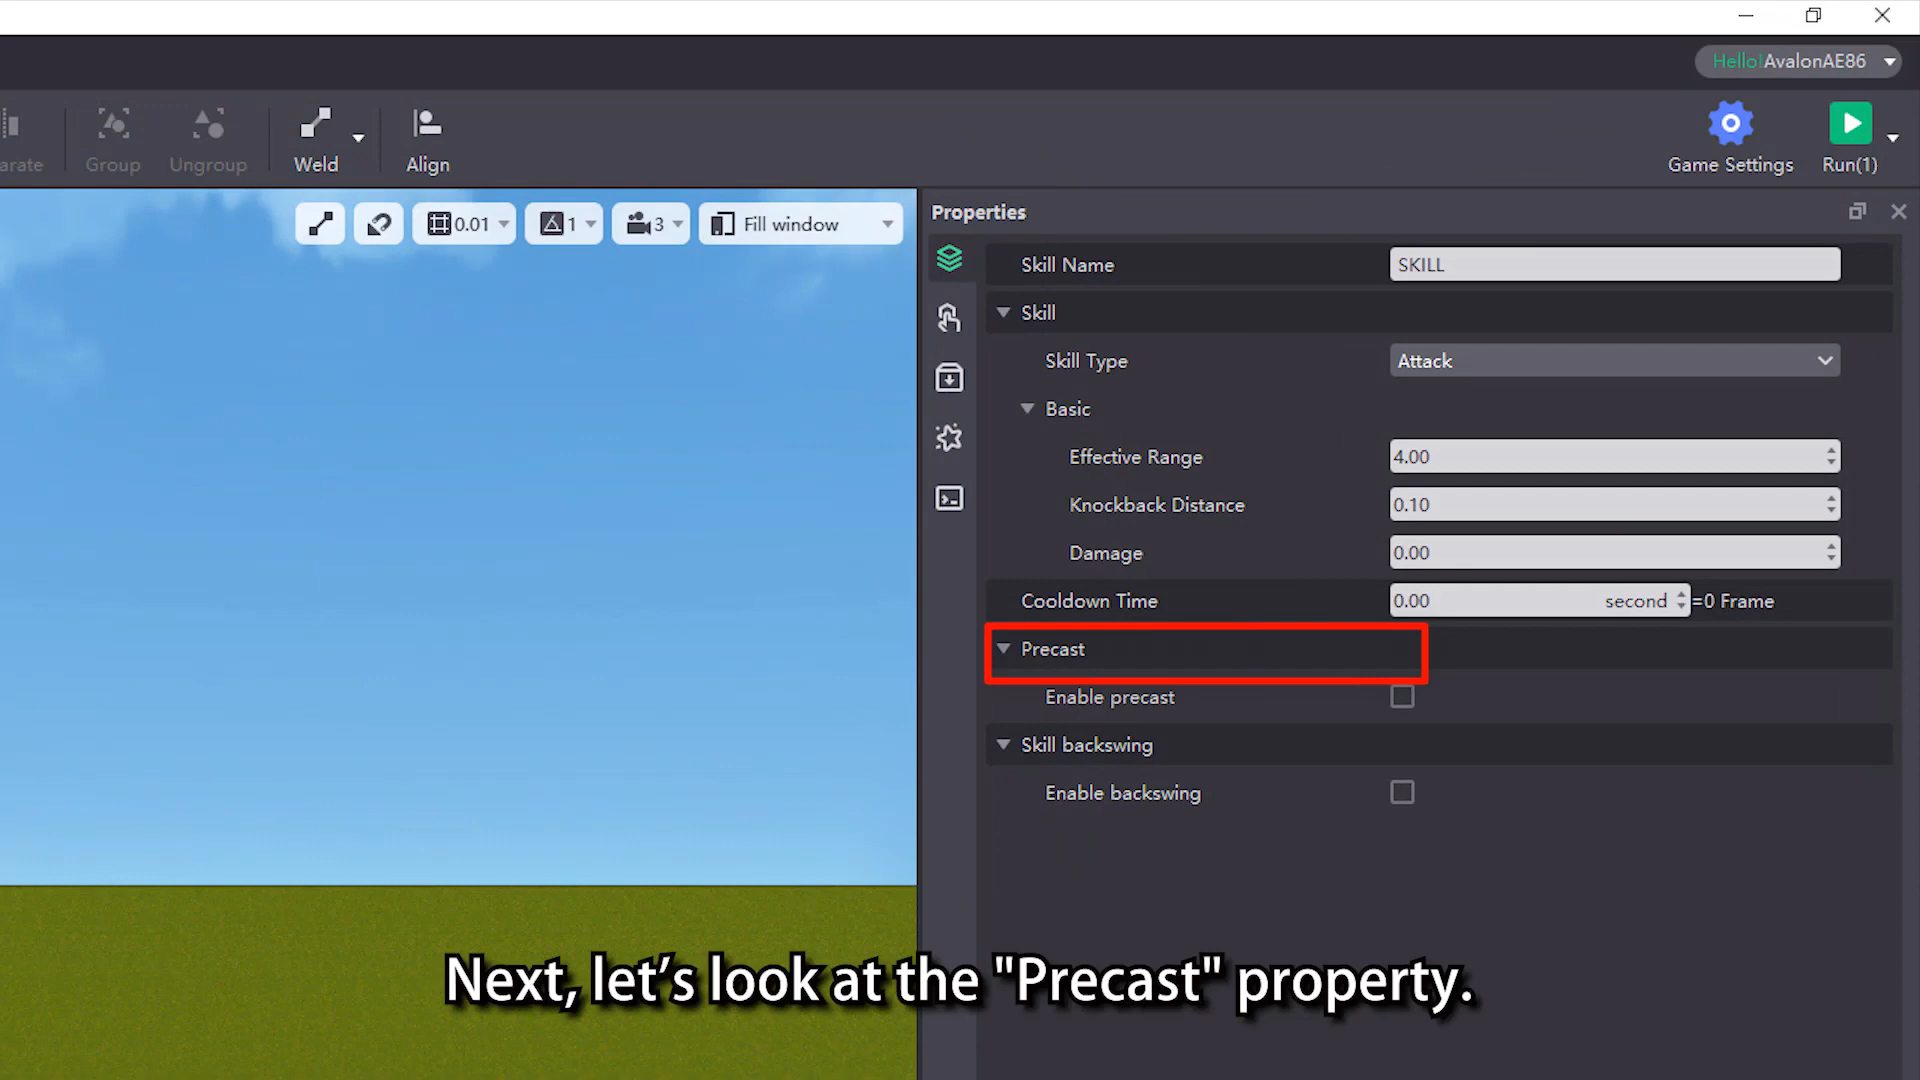 Hello!AvalonAE86
arate
Group
Ungroup
Weld
Align
Game Settings
Run(1)
0.01
1
3
Fill window
Properties
Skill Name
SKILL
Skill
Skill Type
Attack
Basic
Effective Range
4.00
Knockback Distance
0.10
Damage
0.00
Cooldown Time
0.00 second =0 Frame
Precast
Enable precast
Skill backswing
Enable backswing
Next, let's look at the "Precast" property.